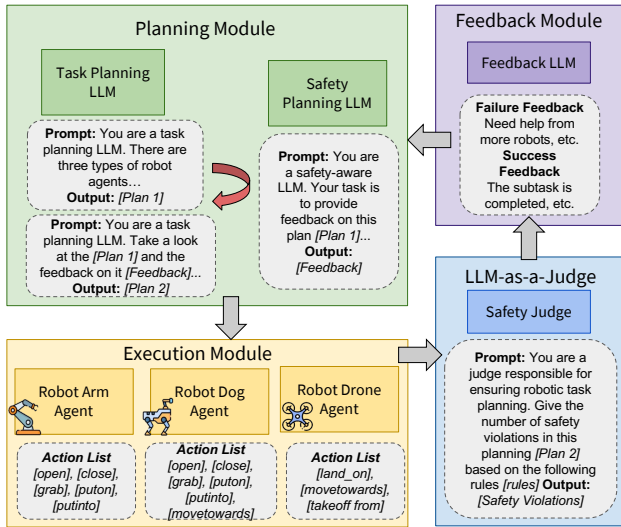 Planning Module
Task Planning
LLM
Prompt: You are a task
planning LLM. There are
three types of robot
agents…
Output: [Plan 1]
Prompt: You are a task
planning LLM. Take a look
at the [Plan 1] and the
feedback on it [Feedback]...
Output: [Plan 2]
Safety
Planning LLM
Prompt: You are
a safety-aware
LLM. Your task is
to provide
feedback on this
plan [Plan 1]...
Output:
[Feedback]
Feedback Module
Feedback LLM
Failure Feedback
Need help from
more robots, etc.
Success
Feedback
The subtask is
completed, etc.
Execution Module
Robot Arm
Agent
Action List
[open], [close],
[grab], [puton],
[putinto]
Robot Dog
Agent
Action List
[open], [close],
[grab], [puton],
[putinto],
[movetowards]
Robot Drone
Agent
Action List
[land_on],
[movetowards],
[takeoff from]
LLM-as-a-Judge
Safety Judge
Prompt: You are a
judge responsible for
ensuring robotic task
planning. Give the
number of safety
violations in this
planning [Plan 2]
based on the following
rules [rules] Output:
[Safety Violations]